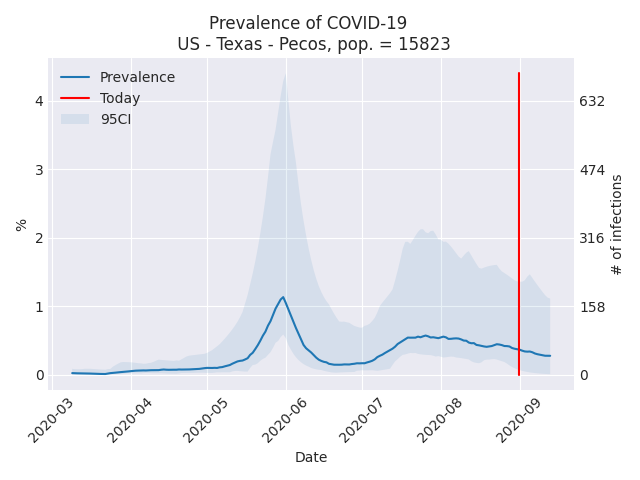 Prevalence of COVID-19
US - Texas - Pecos, pop. = 15823
Prevalence
Today
95CI
4
3
2
1
0
%
632
474
316
158
0
# of infections
2020-03
2020-04
2020-05
2020-06
2020-07
2020-08
2020-09
Date